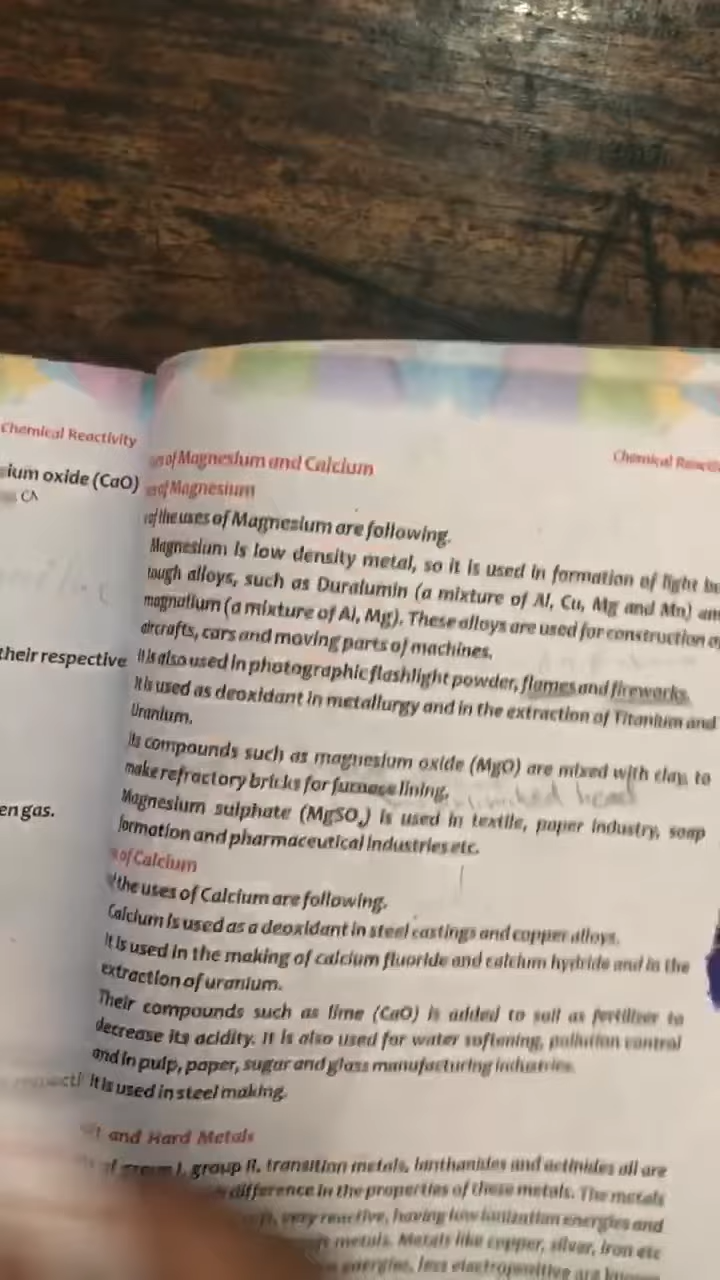 Chemical Reactivity
ium oxide (CaO)
their respective
en gas.
Chemical
of Magnesium and Calcium
of Magnesium
of the uses of Magnesium are following.
Magnesium is low density metal, so it is used in formation of light
tough alloys, such as Duralumin (a mixture of Al, Cu, Mg and Mn)
magnalium (a mixture of Al, Mg). These alloys are used for construction
aircrafts, cars and moving parts of machines.
It is also used in photographic flashlight powder, flames and fireworks.
It is used as deoxidant in metallurgy and in the extraction of Titanium and
Uranium.
Its compounds such as magnesium oxide (MgO) are mixed with clay, to
make refractory bricks for furnace lining.
Magnesium sulphate (MgSO₄) is used in textile, paper industry, soap
formation and pharmaceutical industries etc.
of Calcium
the uses of Calcium are following.
Calcium is used as a deoxidant in steel castings and copper alloys.
It is used in the making of calcium fluoride and calcium hydride and in the
extraction of uranium.
Their compounds such as lime (CaO) is added to soil as fertilizer to
decrease its acidity. It is also used for water softening, pollution control
and in pulp, paper, sugar and glass manufacturing industries.
It is used in steel making.
and Hard Metals
group I, group II, transition metals, lanthanides and actinides all are
difference in the properties of these metals. The metals
very reactive, having low ionization energies and
metals. Metals like copper, silver, iron etc
energies, less electropositive are